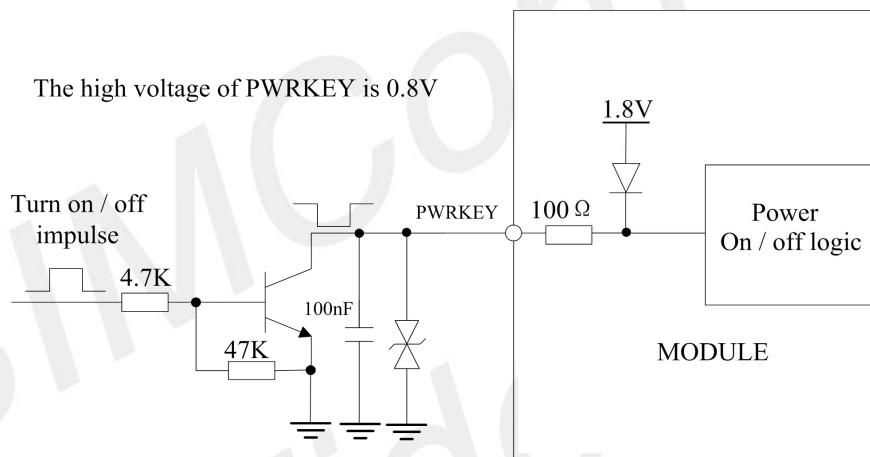 The high voltage of PWRKEY is 0.8V
1.8V
Turn on / off
impulse
PWRKEY
100 Ω
Power
On / off logic
4.7K
100nF
47K
MODULE
SIMCom